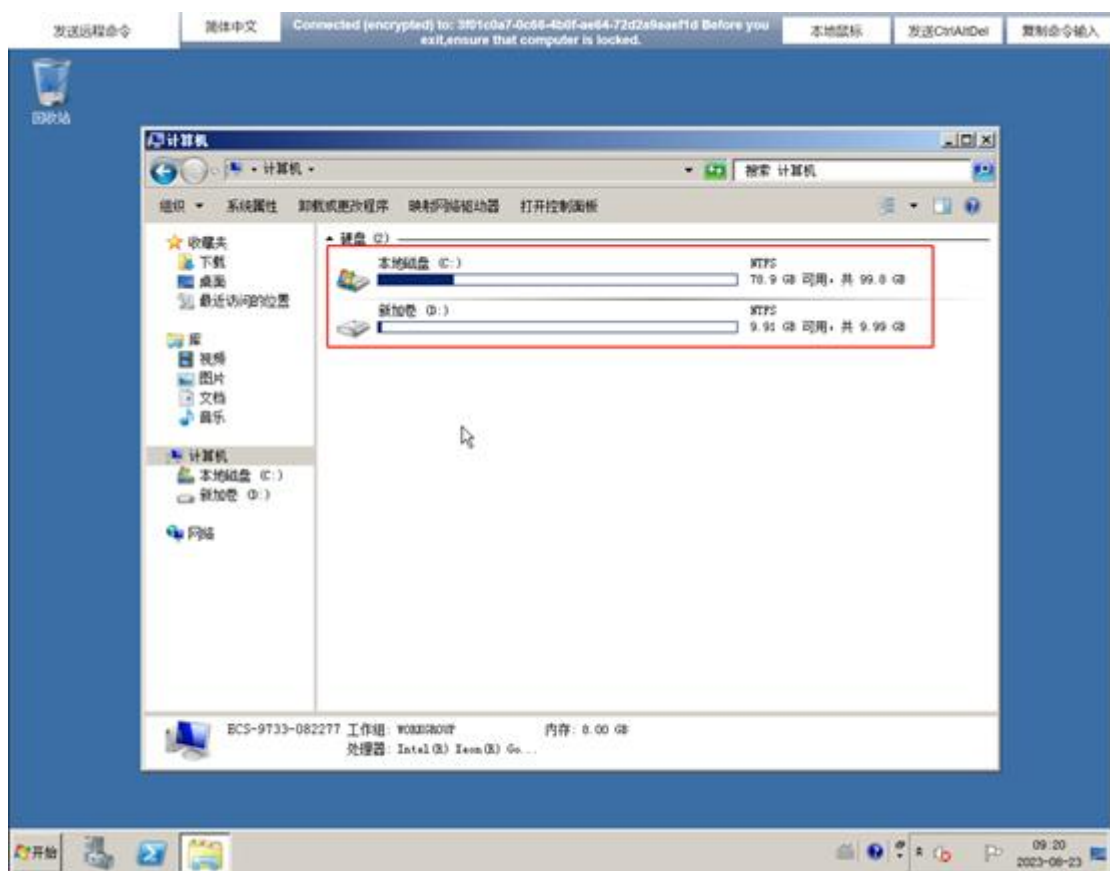 发送远程命令
简体中文
Connected (encrypted) to: 3f01c0a7-0c66-4b0f-ae64-72d2a9aaef1d Before you
exit,ensure that computer is locked.
本地鼠标
发送CtrlAltDel
复制命令输入
回收站
计算机
计算机
搜索 计算机
组织 系统属性 卸载或更改程序 映射网络驱动器 打开控制面板
收藏夹
下载
桌面
最近访问的位置
库
视频
图片
文档
音乐
计算机
本地磁盘 (C:)
新加卷 (D:)
网络
硬盘 (2)
本地磁盘 (C:)
NTFS
78.9 GB 可用,共 99.8 GB
新加卷 (D:)
NTFS
9.91 GB 可用,共 9.99 GB
ECS-9733-082277 工作组: WORKGROUP 内存: 8.00 GB
处理器: Intel(R) Xeon(R) Go...
开始
09:20
2023-08-23